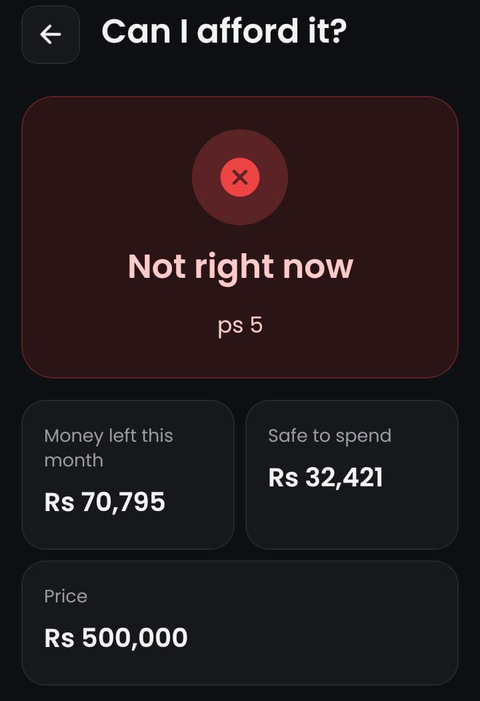 Can I afford it?
Not right now
ps 5
Money left this
month
Rs 70,795
Safe to spend
Rs 32,421
Price
Rs 500,000